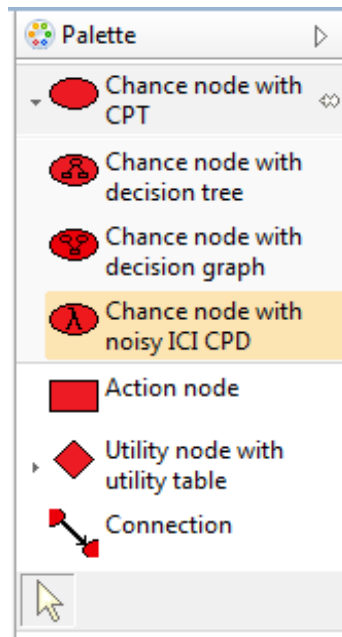 Palette
Chance node with
CPT
Chance node with
decision tree
Chance node with
decision graph
λ
Chance node with
noisy ICI CPD
Action node
Utility node with
utility table
Connection